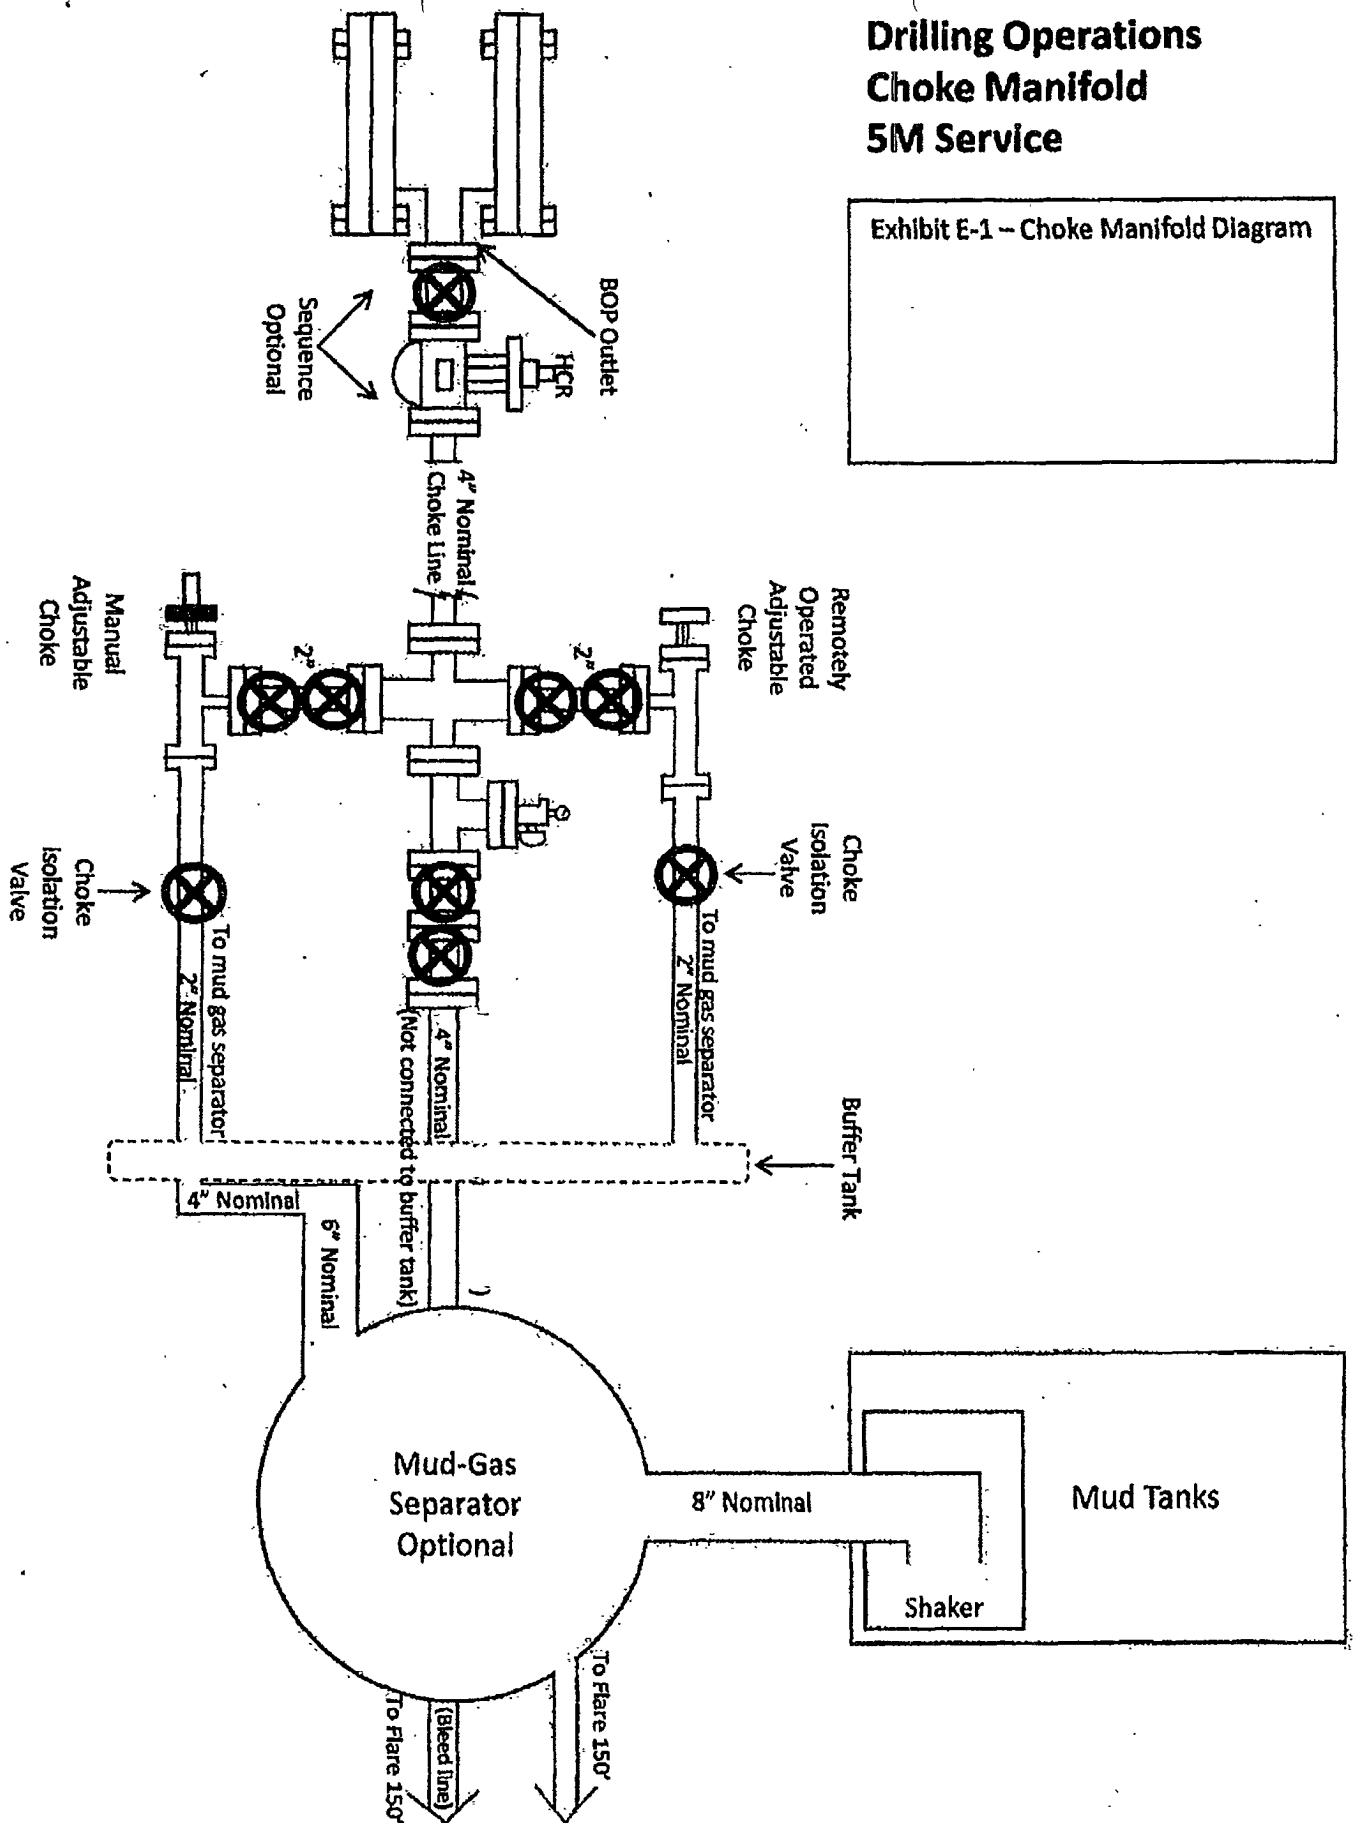 Drilling Operations
Choke Manifold
5M Service
Exhibit E-1 – Choke Manifold Diagram
BOP Outlet
HCR
Sequence
Optional
4" Nominal
Choke Line
Manual
Adjustable
Choke
2"
2"
Remotely
Operated
Adjustable
Choke
Choke
Isolation
Valve
Choke
Isolation
Valve
To mud gas separator
2" Nominal
4" Nominal
(Not connected to buffer tank)
To mud gas separator
2" Nominal
Buffer Tank
4" Nominal
6" Nominal
)
Mud-Gas
Separator
Optional
8" Nominal
Mud Tanks
Shaker
To Flare 150'
(Bleed line)
To Flare 150'